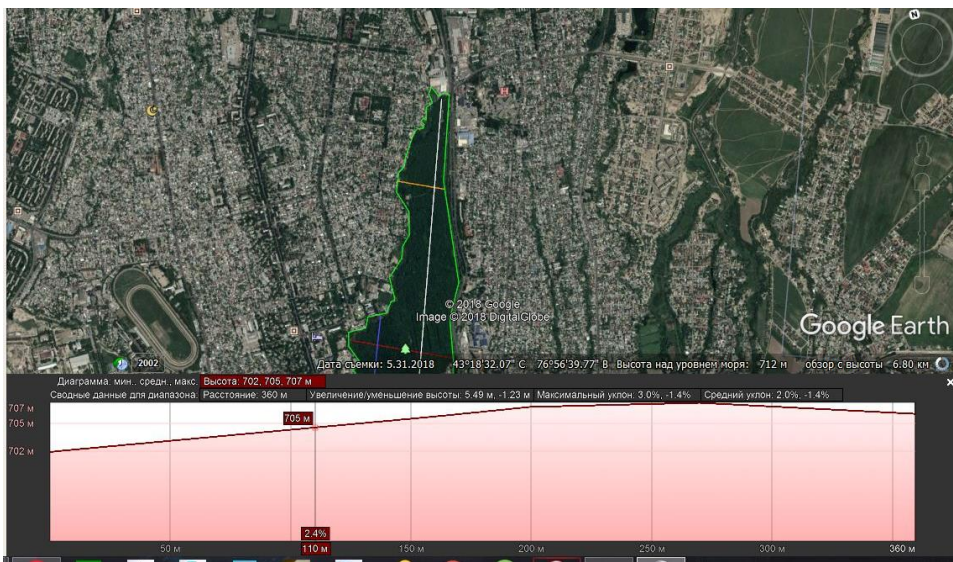 N
H
© 2018 Google
Image © 2018 DigitalGlobe
Google Earth
2002
Дата съемки: 5.31.2018 43°18'32.07" С 76°56'39.77" В Высота над уровнем моря: 712 м обзор с высоты 6.80 км
Диаграмма: мин., средн., макс. Высота: 702, 705, 707 м
Сводные данные для диапазона: Расстояние: 360 м Увеличение/уменьшение высоты: 5.49 м, -1.23 м Максимальный уклон: 3.0%, -1.4% Средний уклон: 2.0%, -1.4%
707 м
705 м
705 м
702 м
2.4%
50 м 110 м 150 м 200 м 250 м 300 м 360 м